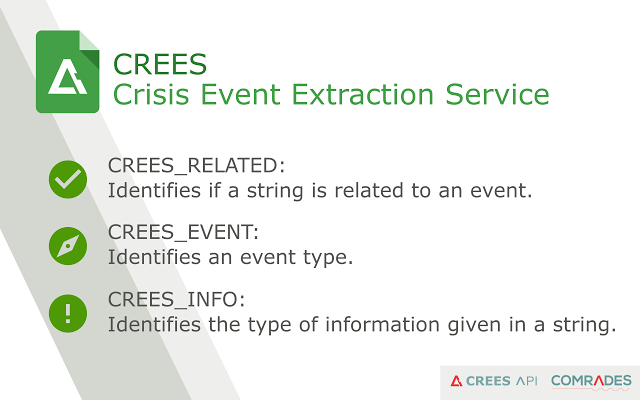 CREES
Crisis Event Extraction Service
CREES_RELATED:
Identifies if a string is related to an event.
CREES_EVENT:
Identifies an event type.
CREES_INFO:
Identifies the type of information given in a string.
CREES API COMRADES